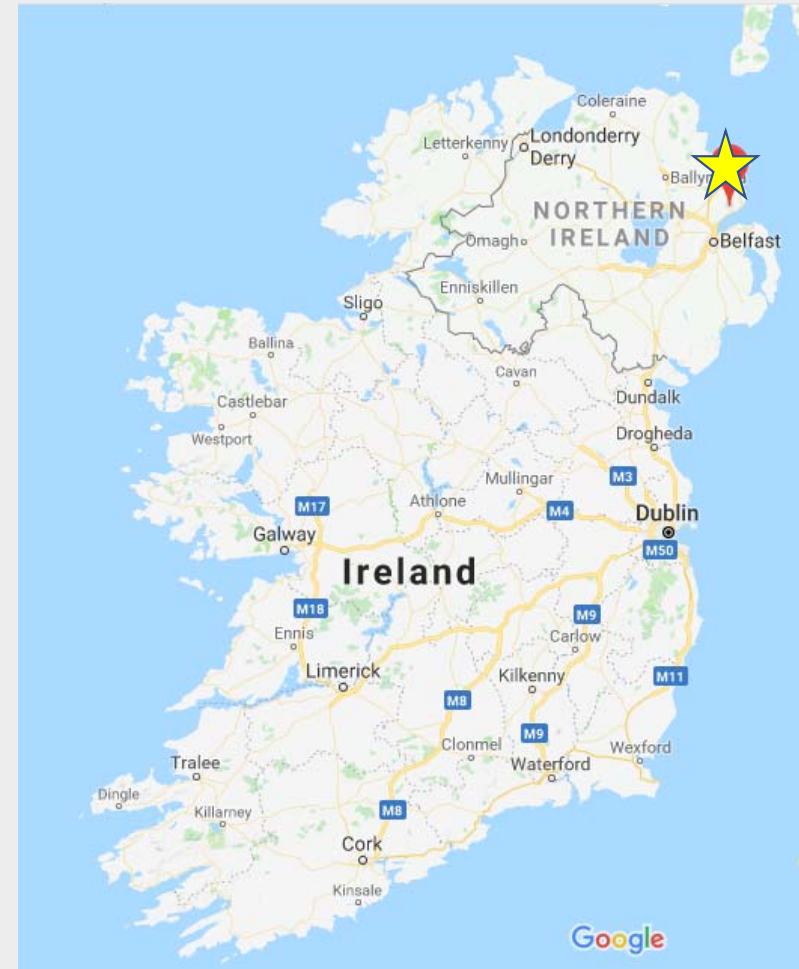 Coleraine
Letterkenny
Londonderry
Derry
NORTHERN
IRELAND
Omagh
Belfast
Enniskillen
Sligo
Ballina
Cavan
Castlebar
Dundalk
Westport
Drogheda
Mullingar
M3
Athlone
M17
M4
Dublin
Galway
M50
Ireland
M18
M9
Ennis
Carlow
Limerick
Kilkenny
M11
M8
M9
Clonmel
Wexford
Tralee
Waterford
Dingle
Killarney
M8
Cork
Kinsale
Google